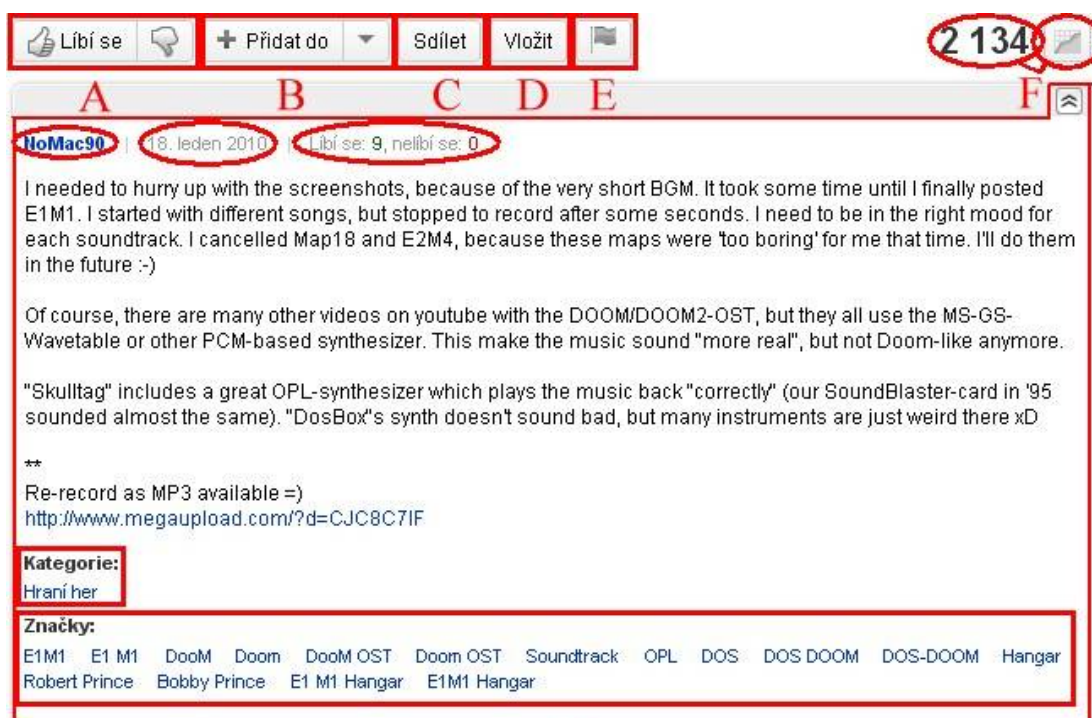 Líbí se Přidat do Sdílet Vložit 2 134
A B C D E F
NoMac90 | 18. leden 2010 | Líbí se: 9, nelíbí se: 0
I needed to hurry up with the screenshots, because of the very short BGM. It took some time until I finally posted
E1M1. I started with different songs, but stopped to record after some seconds. I need to be in the right mood for
each soundtrack. I cancelled Map18 and E2M4, because these maps were 'too boring' for me that time. I'll do them
in the future :-)
Of course, there are many other videos on youtube with the DOOM/DOOM2-OST, but they all use the MS-GS-
Wavetable or other PCM-based synthesizer. This make the music sound "more real", but not Doom-like anymore.
"Skulltag" includes a great OPL-synthesizer which plays the music back "correctly" (our SoundBlaster-card in '95
sounded almost the same). "DosBox"s synth doesn't sound bad, but many instruments are just weird there xD
**
Re-record as MP3 available =)
http://www.megaupload.com/?d=CJC8C7IF
Kategorie:
Hraní her
Značky:
E1M1 E1 M1 DooM Doom DooM OST Doom OST Soundtrack OPL DOS DOS DOOM DOS-DOOM Hangar
Robert Prince Bobby Prince E1 M1 Hangar E1M1 Hangar